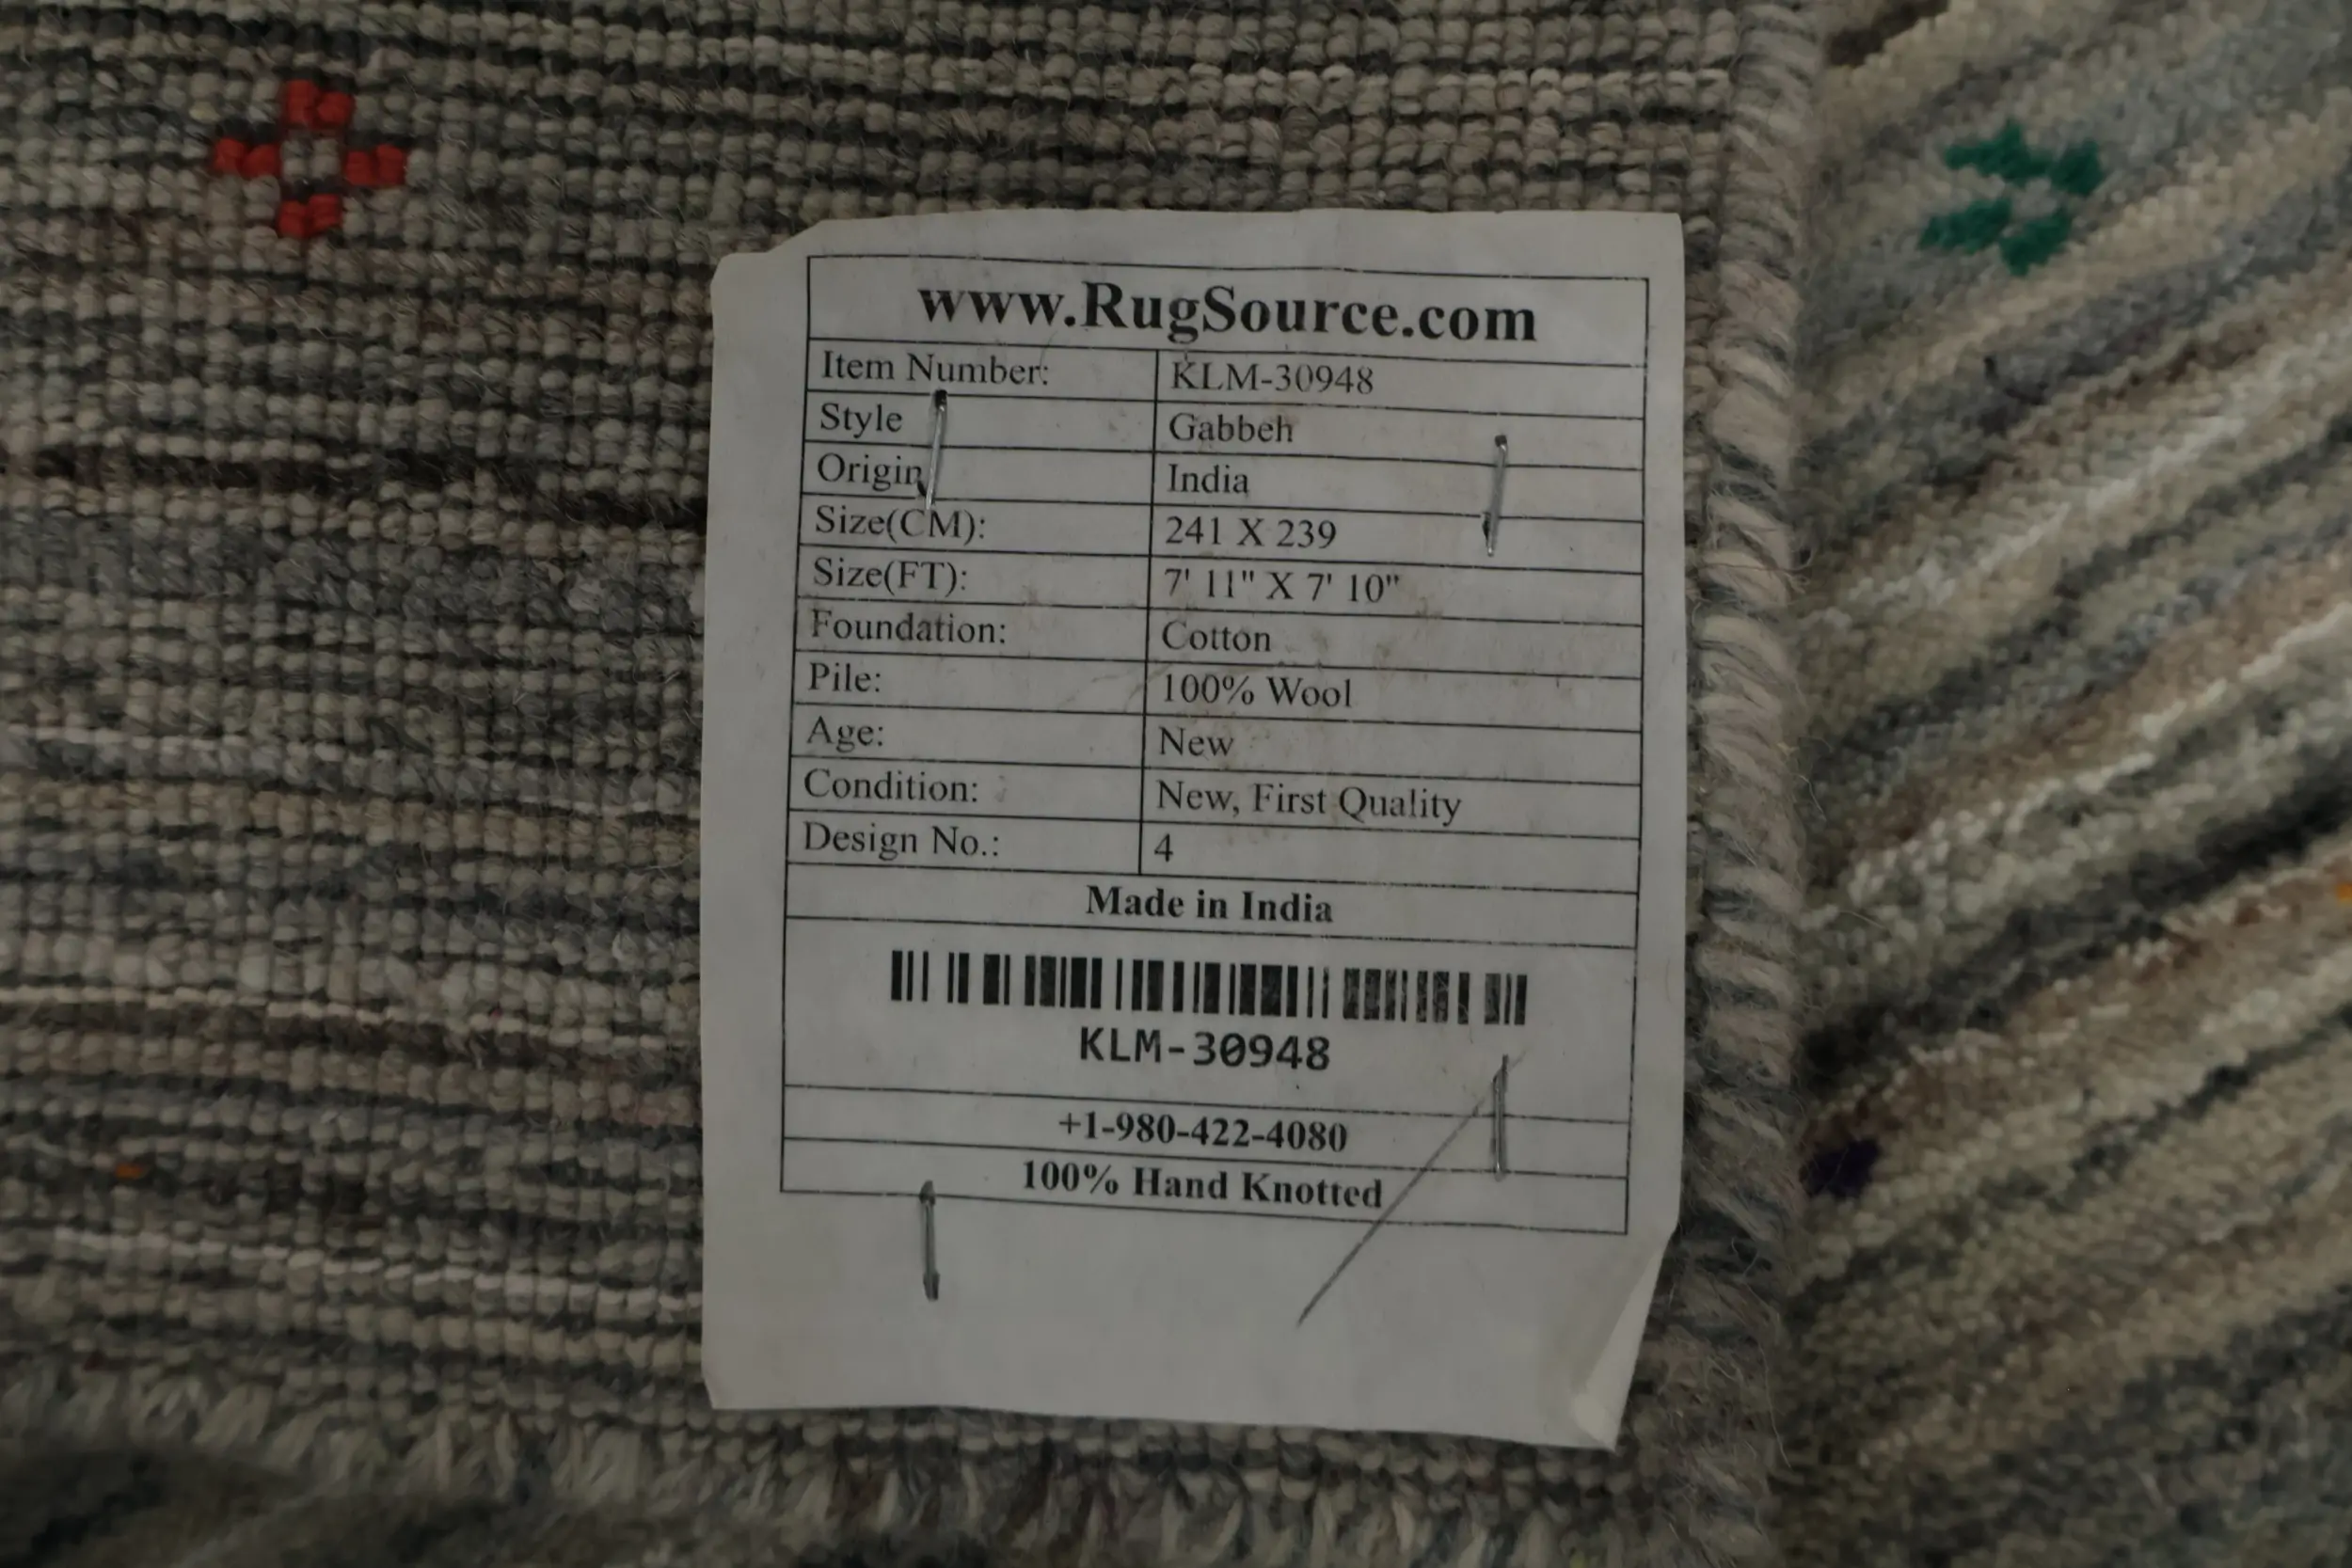 www.RugSource.com
Item Number: KLM-30948
Style Gabbeh
Origin India
Size(CM): 241 X 239
Size(FT): 7' 11" X 7' 10"
Foundation: Cotton
Pile: 100% Wool
Age: New
Condition: New, First Quality
Design No.: 4
Made in India
KLM-30948
+1-980-422-4080
100% Hand Knotted